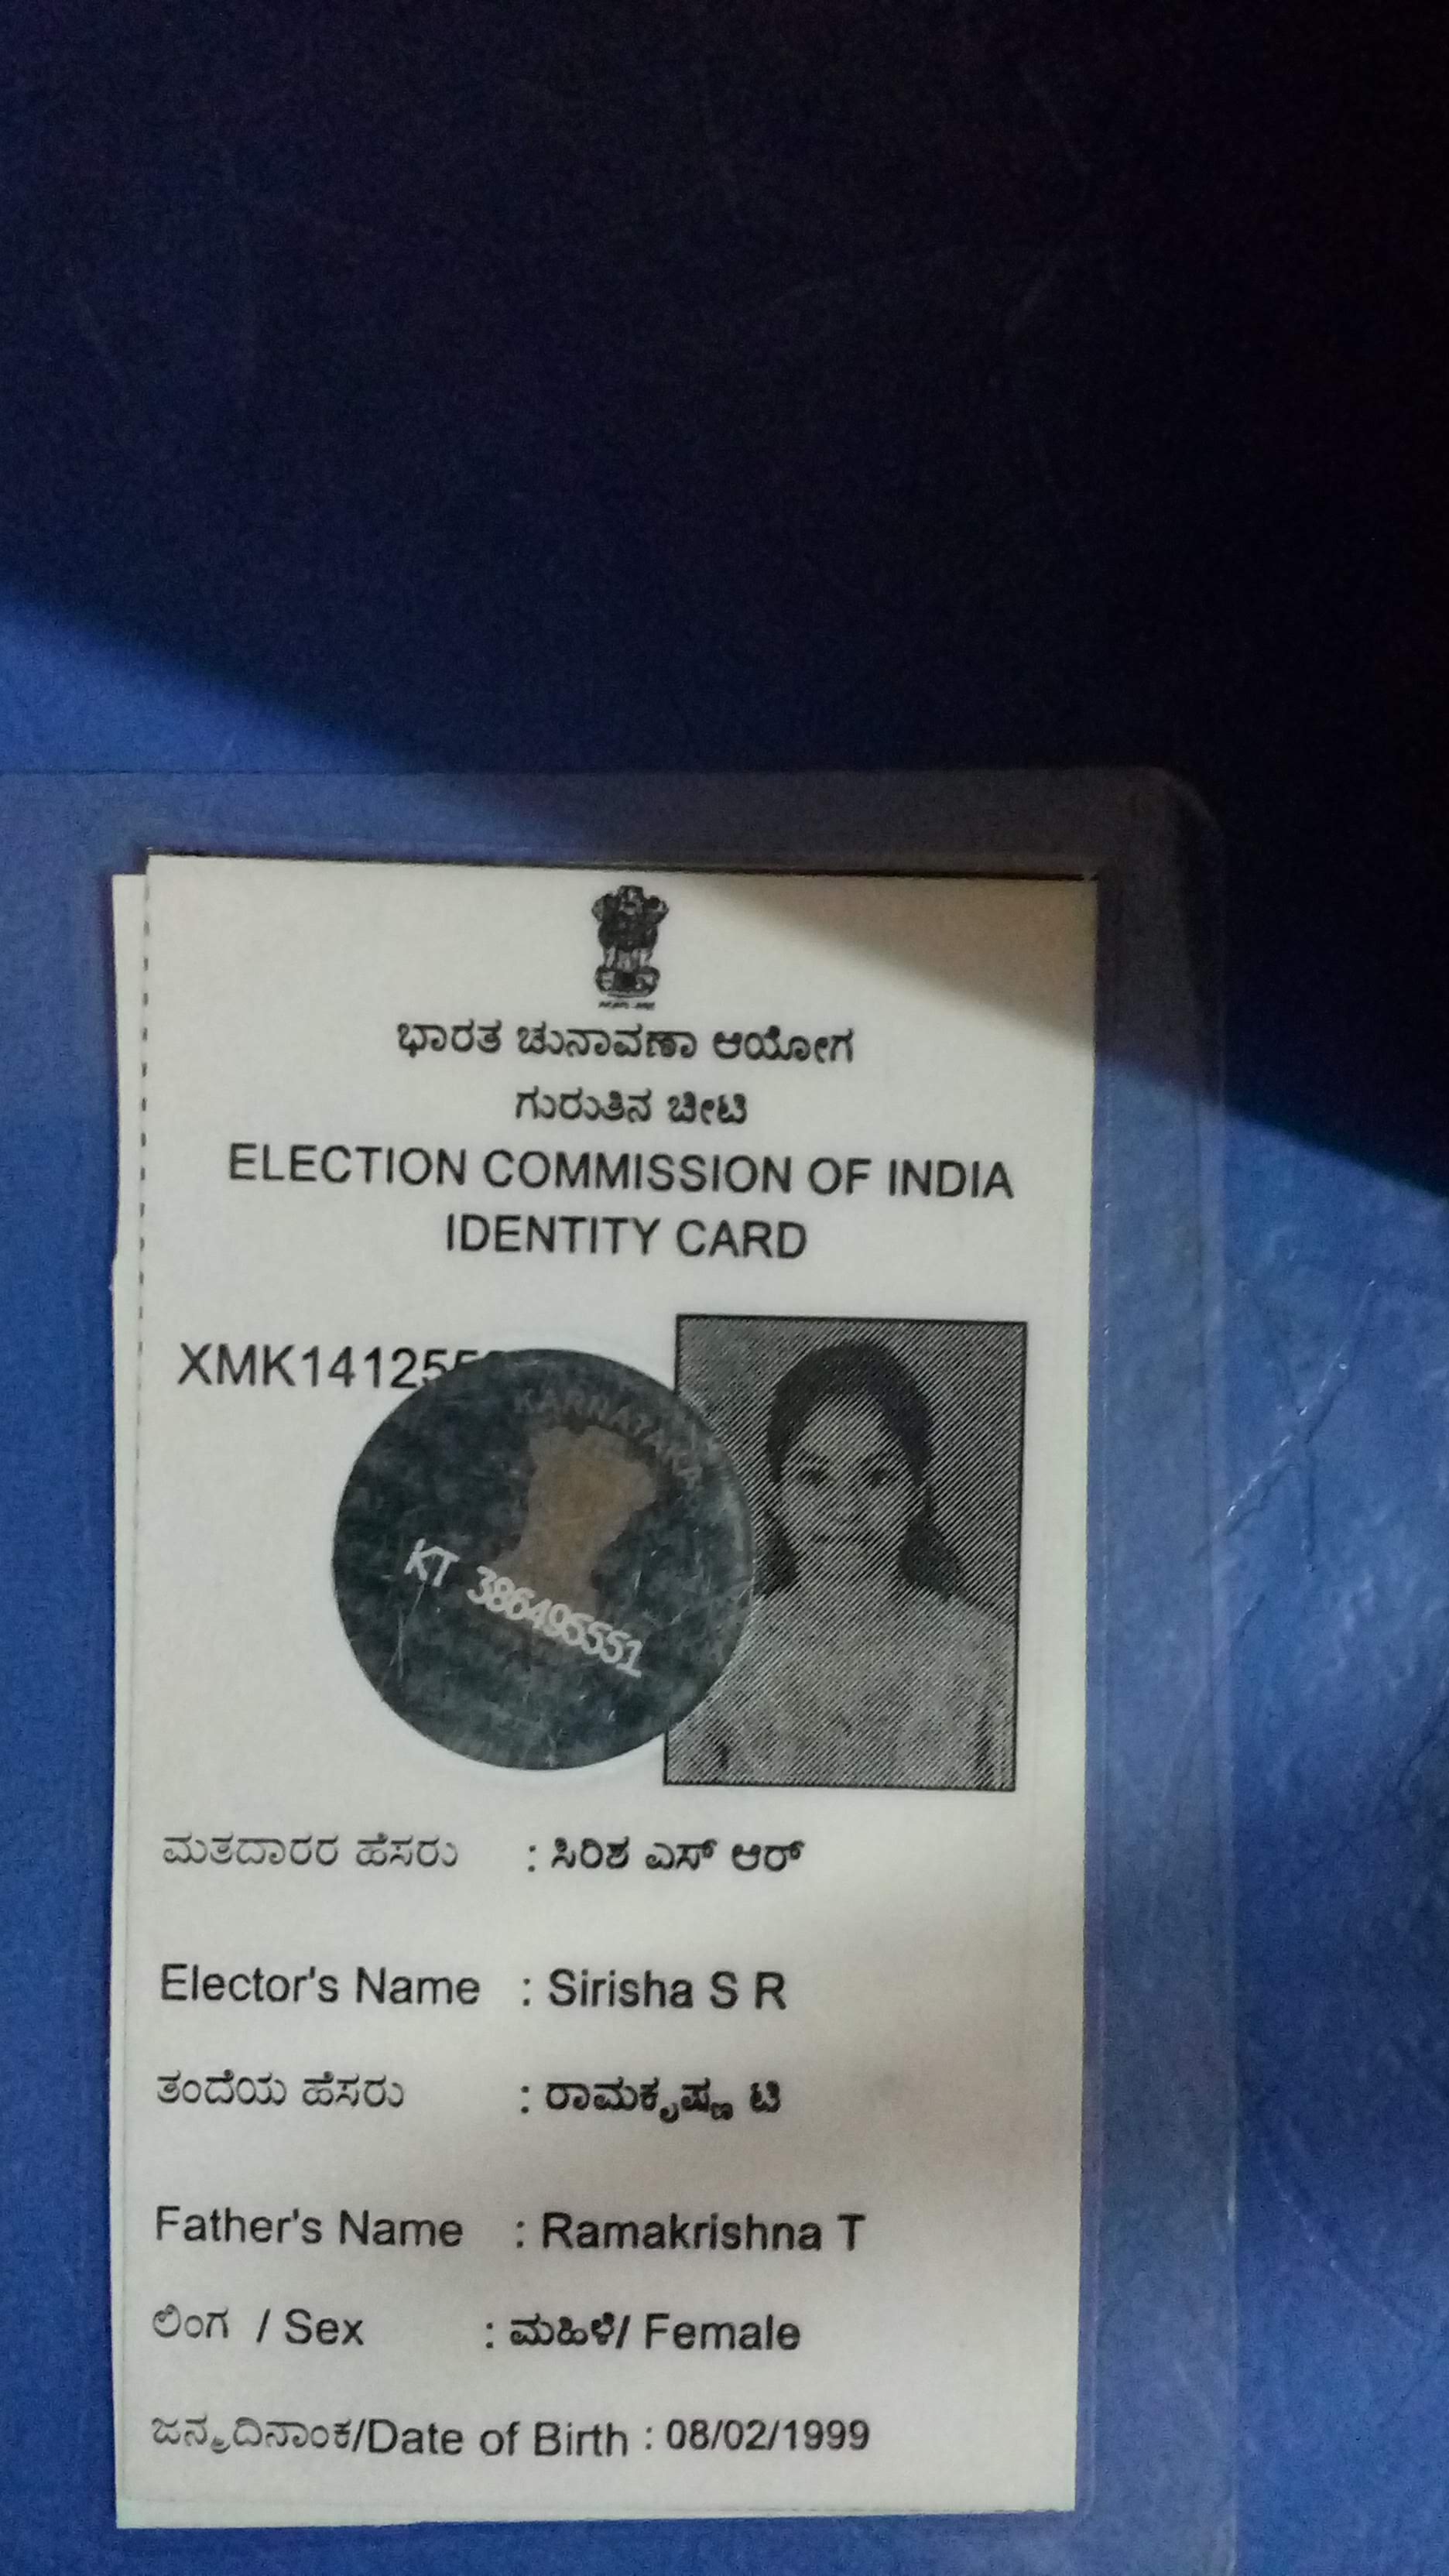 ಭಾರತ ಚುನಾವಣಾ ಆಯೋಗ
ಗುರುತಿನ ಚೀಟಿ
ELECTION COMMISSION OF INDIA
IDENTITY CARD
KARNATAKA
KT 386495551
ಮತದಾರರ ಹೆಸರು : ಸಿರಿಶ ಎಸ್ ಆರ್
Elector's Name : Sirisha S R
ತಂದೆಯ ಹೆಸರು : ರಾಮಕೃಷ್ಣ ಟಿ
Father's Name : Ramakrishna T
ಲಿಂಗ / Sex : ಮಹಿಳೆ/ Female
ಜನ್ಮದಿನಾಂಕ/Date of Birth : 08/02/1999